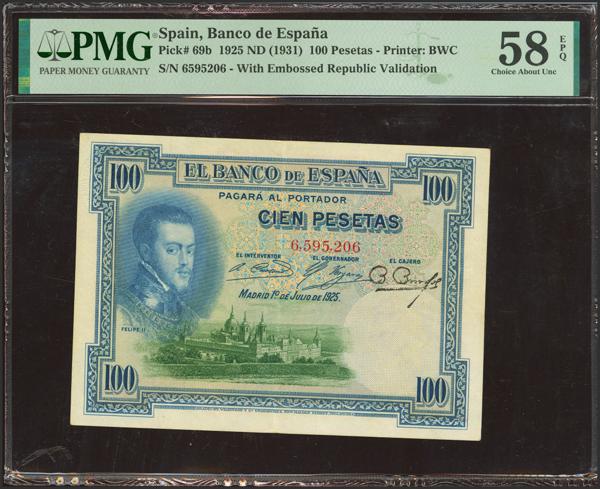 PMG
PAPER MONEY GUARANTY
Spain, Banco de España
Pick# 69b 1925 ND (1931) 100 Pesetas - Printer: BWC
S/N 6595206 - With Embossed Republic Validation
58 EPQ
Choice About Unc
100
EL BANCO DE ESPAÑA
100
PAGARÁ AL PORTADOR
CIEN PESETAS
6.595.206
EL INTERVENTOR
EL GOBERNADOR
EL CAJERO
MADRID 1º DE JULIO DE 1925.
FELIPE II
100
100